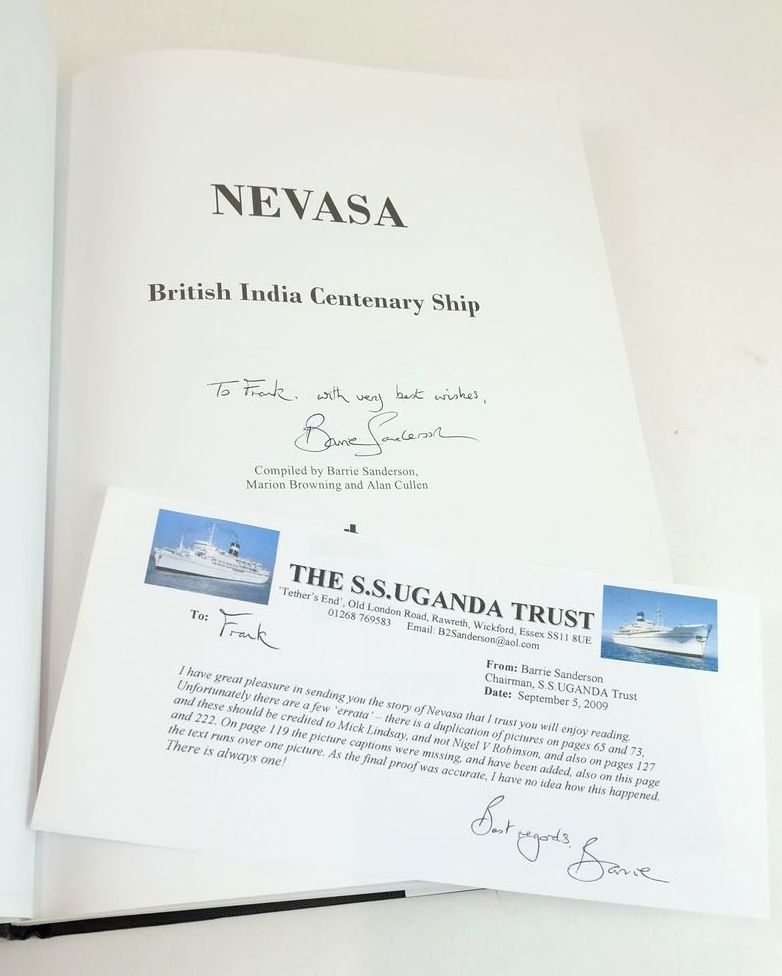 NEVASA
British India Centenary Ship
To Frank. with very best wishes,
Barrie Sanderson
Compiled by Barrie Sanderson,
Marion Browning and Alan Cullen
THE S.S.UGANDA TRUST
'Tether's End', Old London Road, Rawreth, Wickford, Essex SS11 8UE
01268 769583 Email: B2Sanderson@aol.com
To: Frank
From: Barrie Sanderson
Chairman, S.S.UGANDA Trust
Date: September 5, 2009
I have great pleasure in sending you the story of Nevasa that I trust you will enjoy reading.
Unfortunately there are a few 'errata' – there is a duplication of pictures on pages 65 and 73,
and these should be credited to Mick Lindsay, and not Nigel V Robinson, and also on pages 127
and 222. On page 119 the picture captions were missing, and have been added, also on this page
the text runs over one picture. As the final proof was accurate, I have no idea how this happened.
There is always one!
Best regards,
Barrie